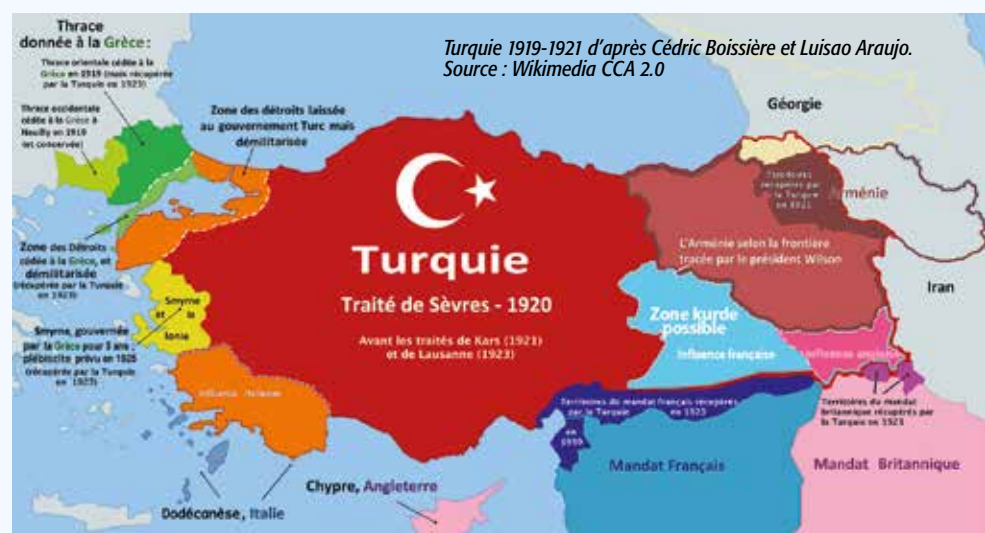 Thrace
donnée à la Grèce :
Thrace orientale cédée à la
Grèce en 1919 (mais récupérée
par la Turquie en 1923)
Thrace occidentale
cédée à la Grèce à
Neuilly en 1919
(et conservée)
Zone des détroits laissée
au gouvernement Turc mais
démilitarisée
Turquie 1919-1921 d'après Cédric Boissière et Luisao Araujo.
Source : Wikimedia CCA 2.0
Géorgie
Territoires
récupérés par
la Turquie
en 1921
Arménie
L'Arménie selon la frontière
tracée par le président Wilson
Iran
Turquie
Traité de Sèvres - 1920
Avant les traités de Kars (1921)
et de Lausanne (1923)
Zone des Détroits
cédée à la Grèce, et
démilitarisée
(récupérée par la Turquie
en 1923)
Smyrne
et la
Ionie
Smyrne, gouvernée
par la Grèce pour 5 ans :
plébiscite prévu en 1925
(récupérée par la Turquie
en 1923)
Influence italienne
Zone kurde
possible
Influence française
Influence anglaise
Territoires du mandat français récupérés
par la Turquie en 1923
en
1939
Territoires du mandat
britannique récupérés par
la Turquie en 1923
Mandat Français
Mandat Britannique
Chypre, Angleterre
Dodécanèse, Italie